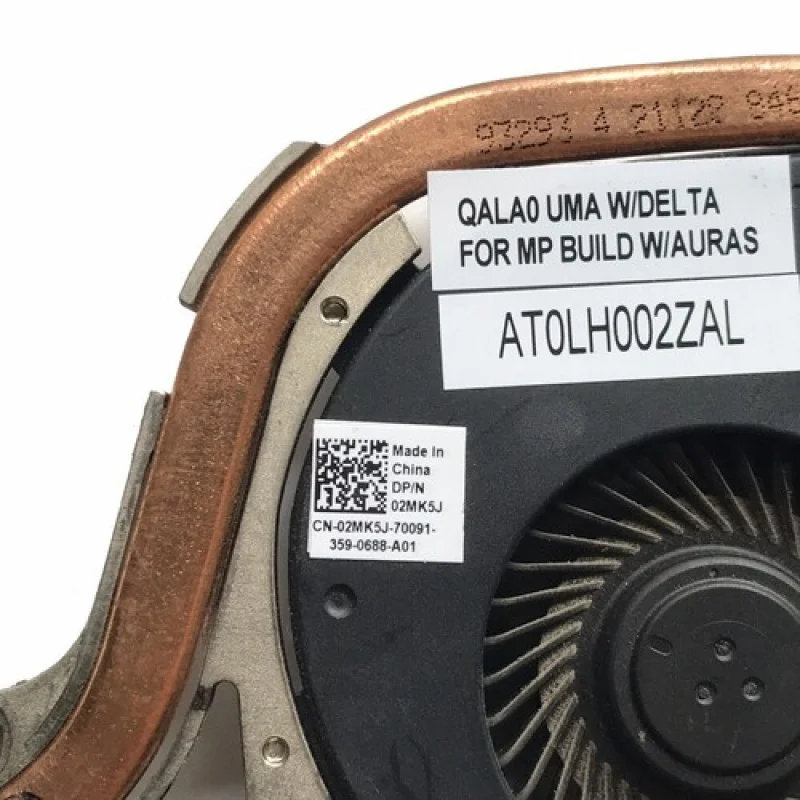 93293 4 21122
QALA0 UMA W/DELTA
FOR MP BUILD W/AURAS
AT0LH002ZAL
Made In
China
DP/N
02MK5J
CN-02MK5J-70091-
359-0688-A01